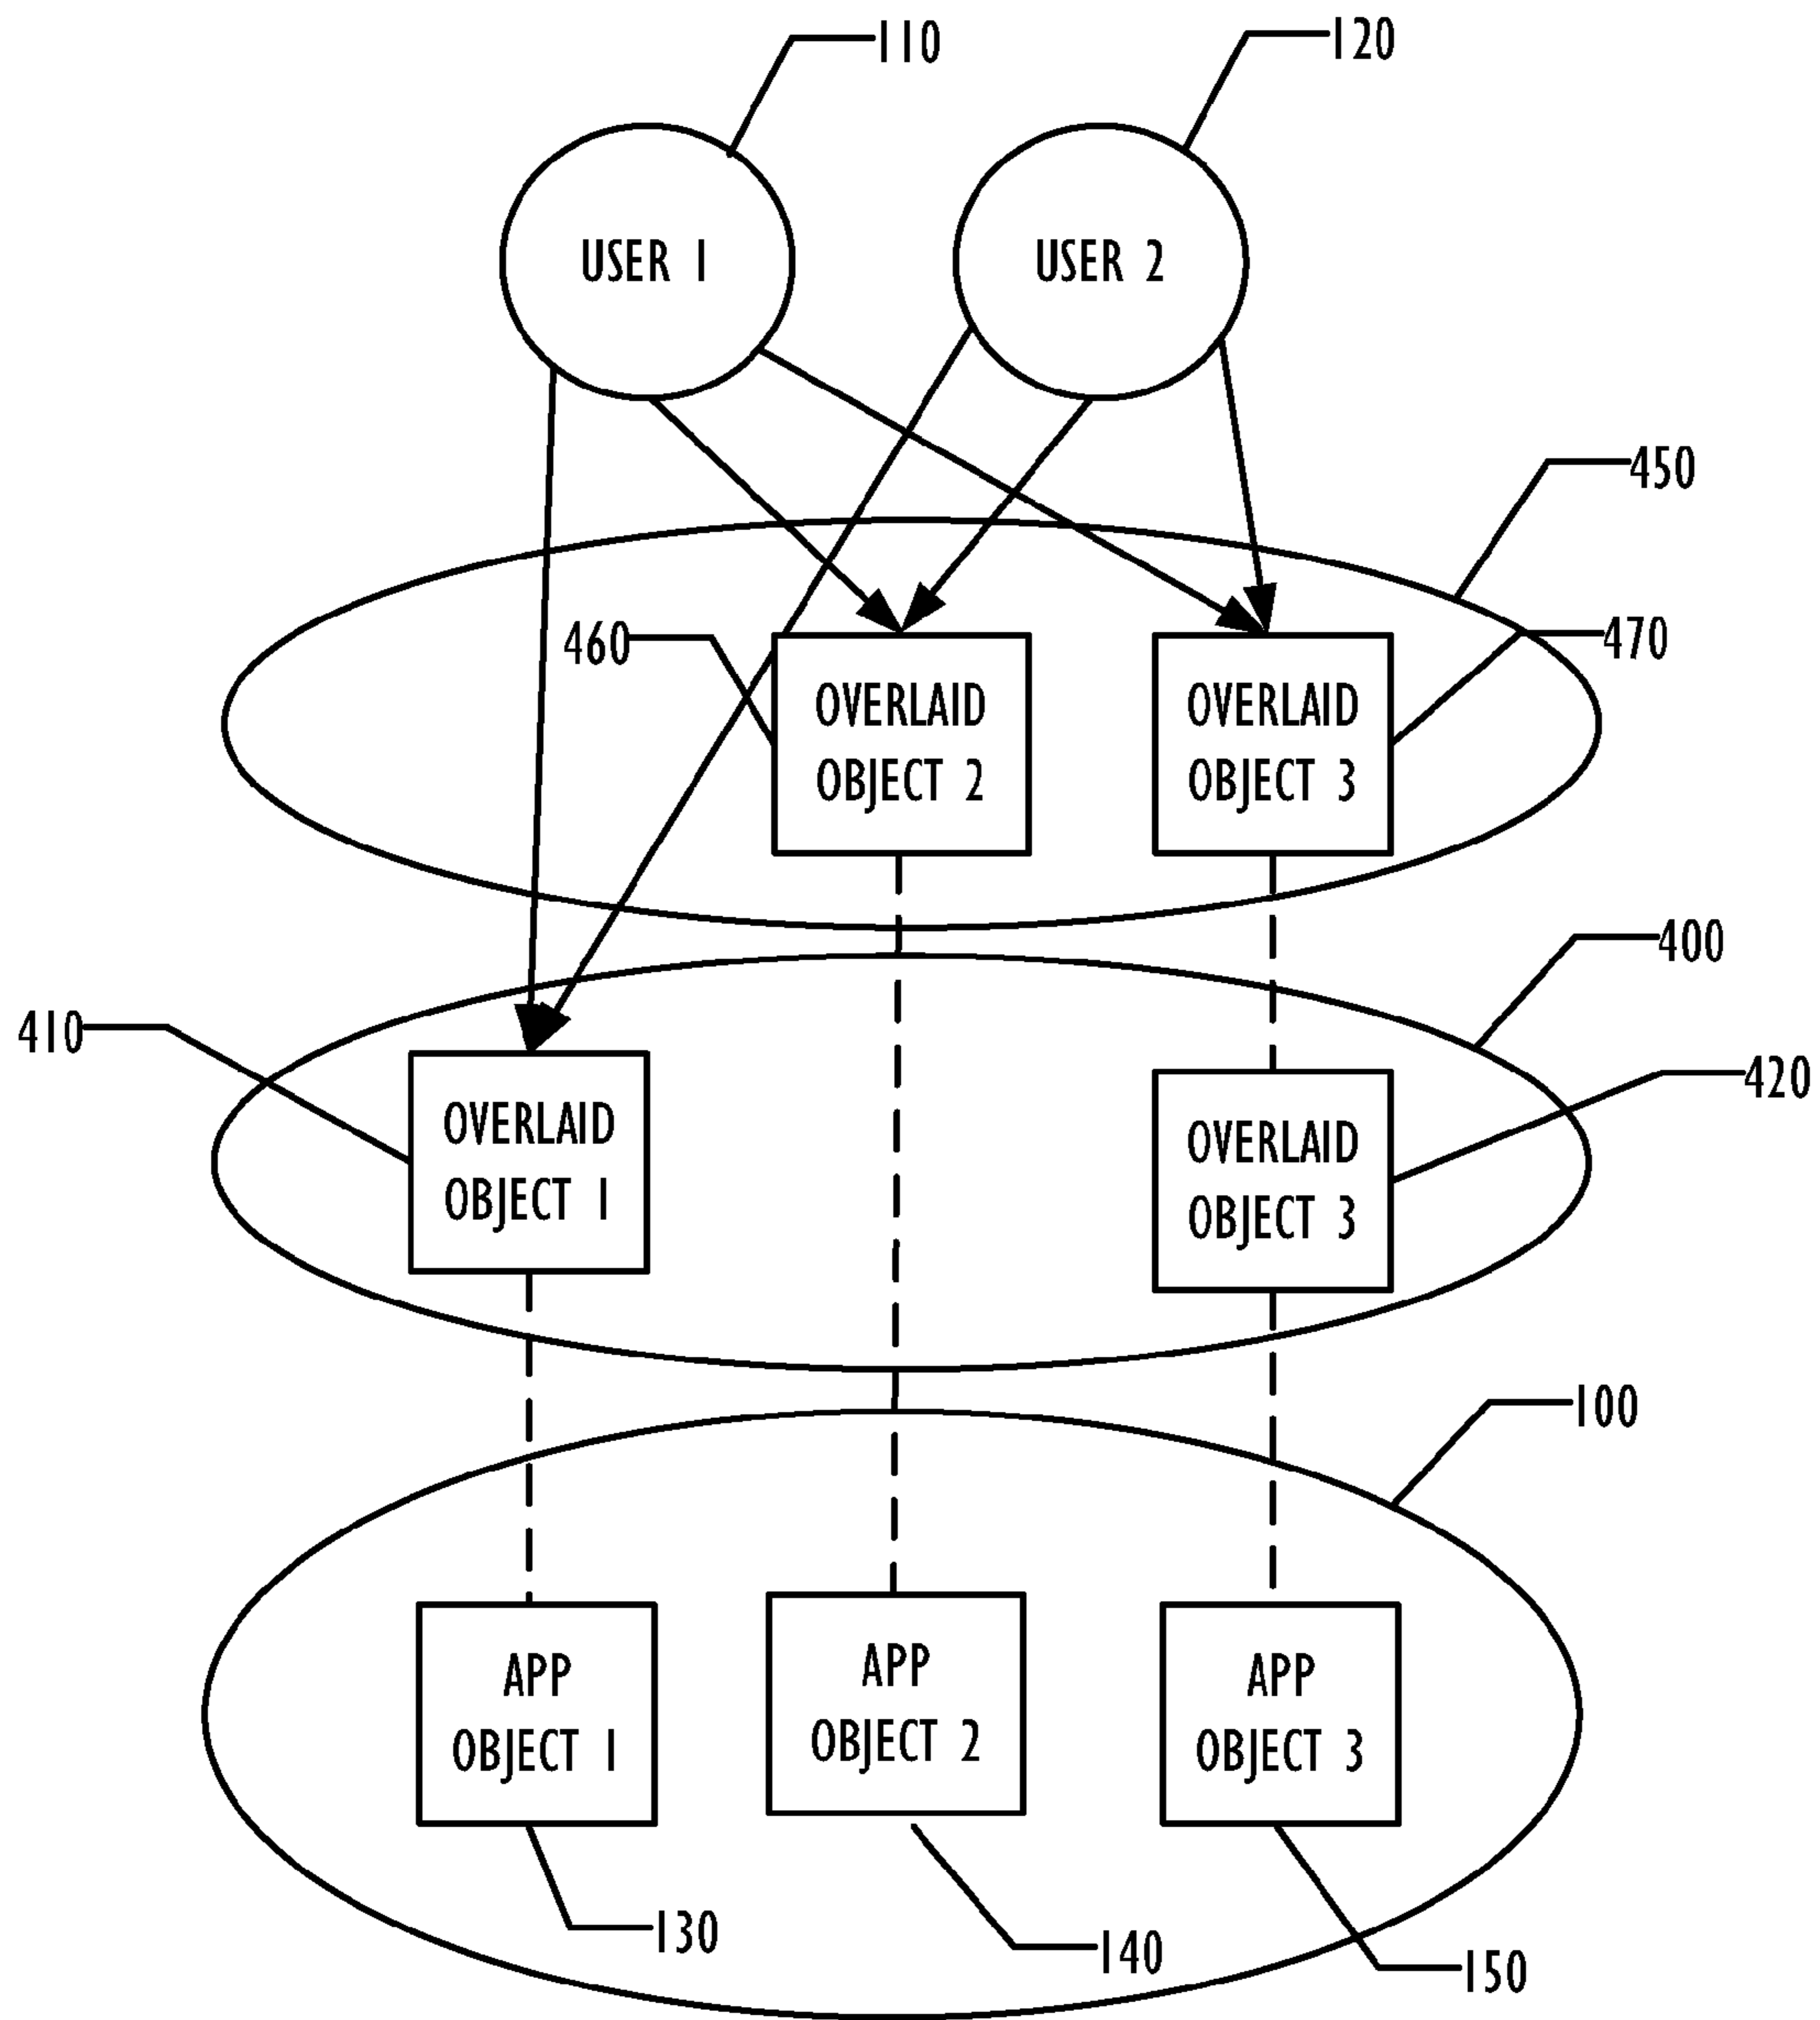 110
120
USER 1
USER 2
450
460
470
OVERLAID
OBJECT 2
OVERLAID
OBJECT 3
400
410
420
OVERLAID
OBJECT 1
OVERLAID
OBJECT 3
100
APP
OBJECT 1
APP
OBJECT 2
APP
OBJECT 3
130
140
150